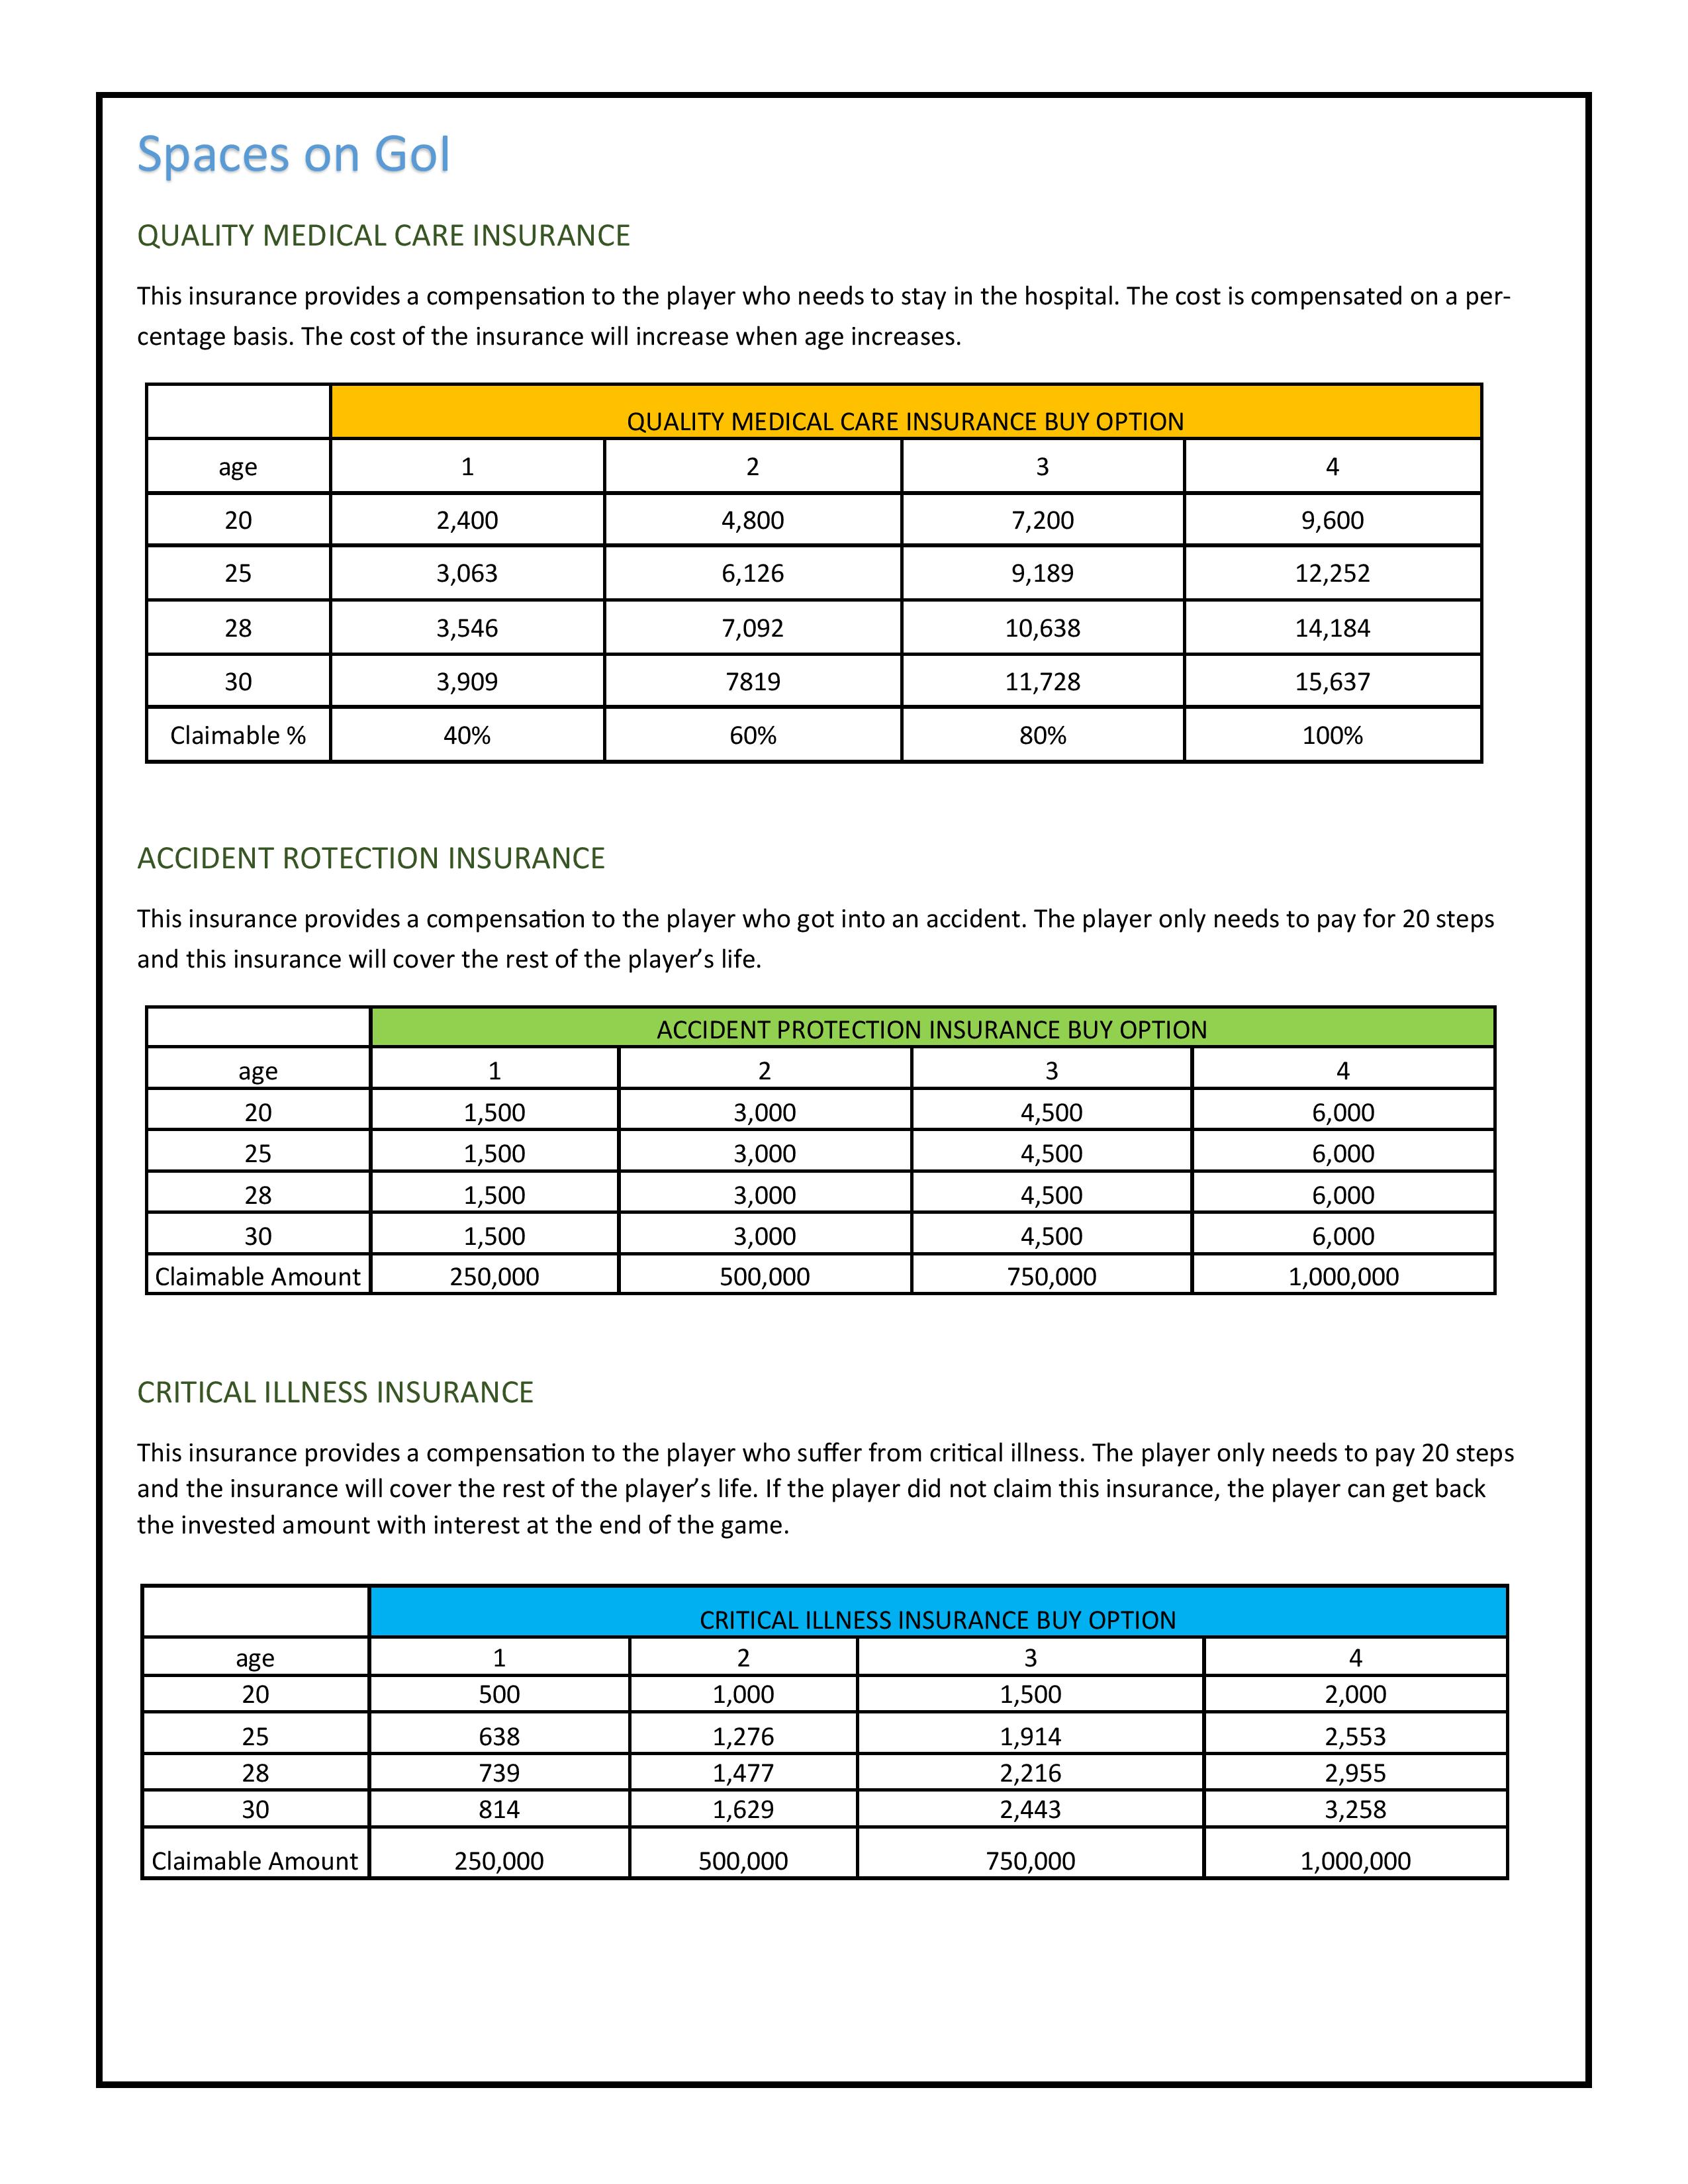 Spaces on GoI
QUALITY MEDICAL CARE INSURANCE
This insurance provides a compensation to the player who needs to stay in the hospital. The cost is compensated on a per-
centage basis. The cost of the insurance will increase when age increases.
QUALITY MEDICAL CARE INSURANCE BUY OPTION
age 1 2 3 4
20 2,400 4,800 7,200 9,600
25 3,063 6,126 9,189 12,252
28 3,546 7,092 10,638 14,184
30 3,909 7819 11,728 15,637
Claimable % 40% 60% 80% 100%
ACCIDENT ROTECTION INSURANCE
This insurance provides a compensation to the player who got into an accident. The player only needs to pay for 20 steps
and this insurance will cover the rest of the player’s life.
ACCIDENT PROTECTION INSURANCE BUY OPTION
age 1 2 3 4
20 1,500 3,000 4,500 6,000
25 1,500 3,000 4,500 6,000
28 1,500 3,000 4,500 6,000
30 1,500 3,000 4,500 6,000
Claimable Amount 250,000 500,000 750,000 1,000,000
CRITICAL ILLNESS INSURANCE
This insurance provides a compensation to the player who suffer from critical illness. The player only needs to pay 20 steps
and the insurance will cover the rest of the player’s life. If the player did not claim this insurance, the player can get back
the invested amount with interest at the end of the game.
CRITICAL ILLNESS INSURANCE BUY OPTION
age 1 2 3 4
20 500 1,000 1,500 2,000
25 638 1,276 1,914 2,553
28 739 1,477 2,216 2,955
30 814 1,629 2,443 3,258
Claimable Amount 250,000 500,000 750,000 1,000,000